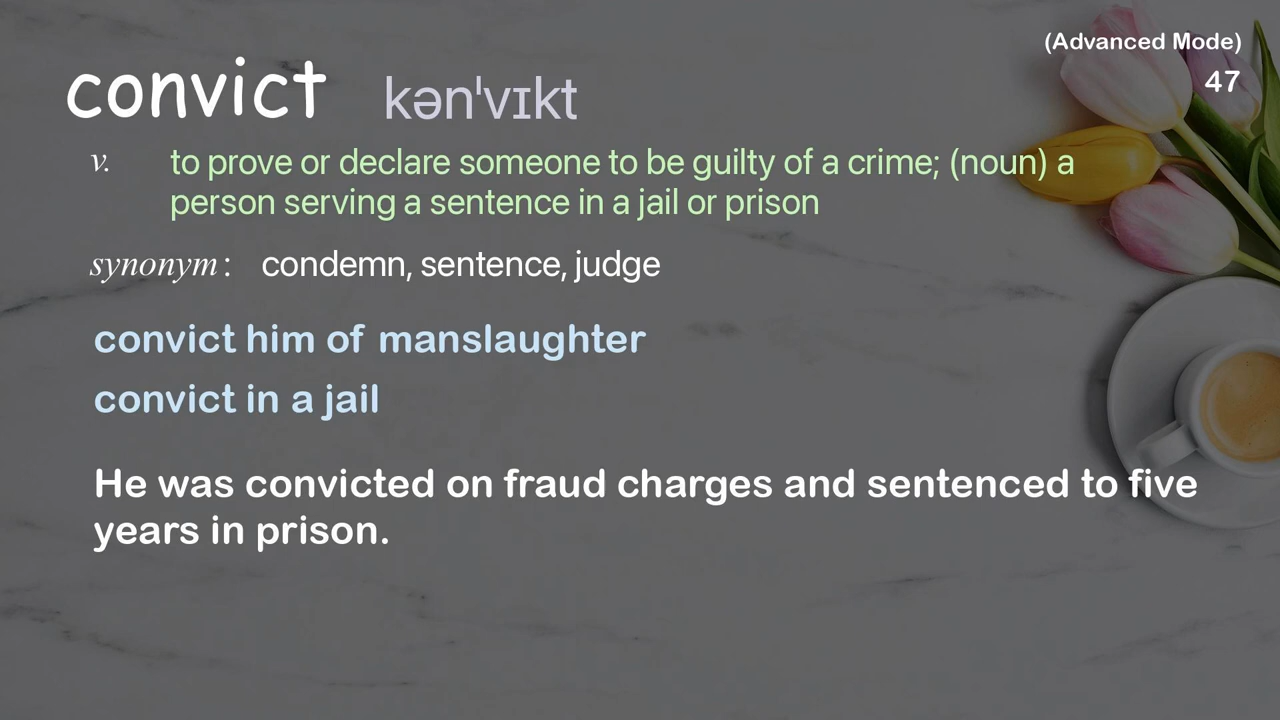 (Advanced Mode)
47
convict kən'vɪkt
v. to prove or declare someone to be guilty of a crime; (noun) a
person serving a sentence in a jail or prison
synonym: condemn, sentence, judge
convict him of manslaughter
convict in a jail
He was convicted on fraud charges and sentenced to five
years in prison.